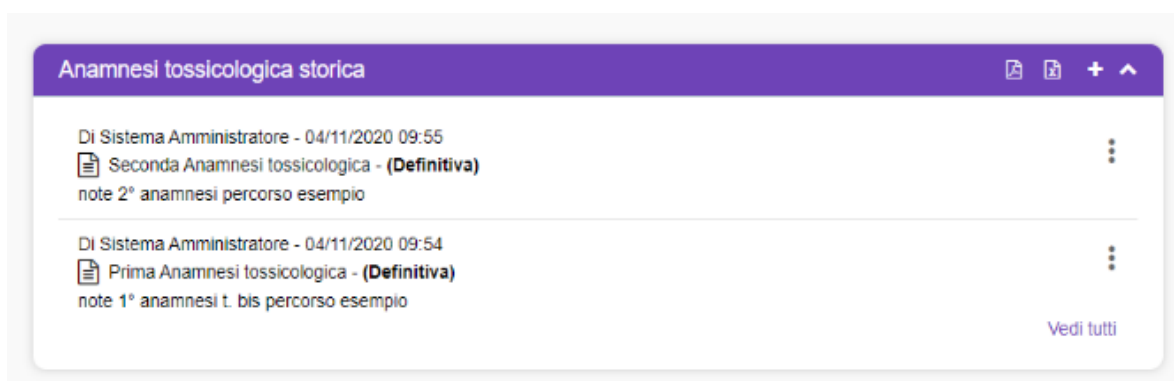 Anamnesi tossicologica storica
Di Sistema Amministratore - 04/11/2020 09:55
Seconda Anamnesi tossicologica - (Definitiva)
note 2° anamnesi percorso esempio
Di Sistema Amministratore - 04/11/2020 09:54
Prima Anamnesi tossicologica - (Definitiva)
note 1° anamnesi t. bis percorso esempio
Vedi tutti